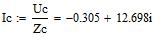 Ic := Uc/Zc = −0.305 + 12.698i